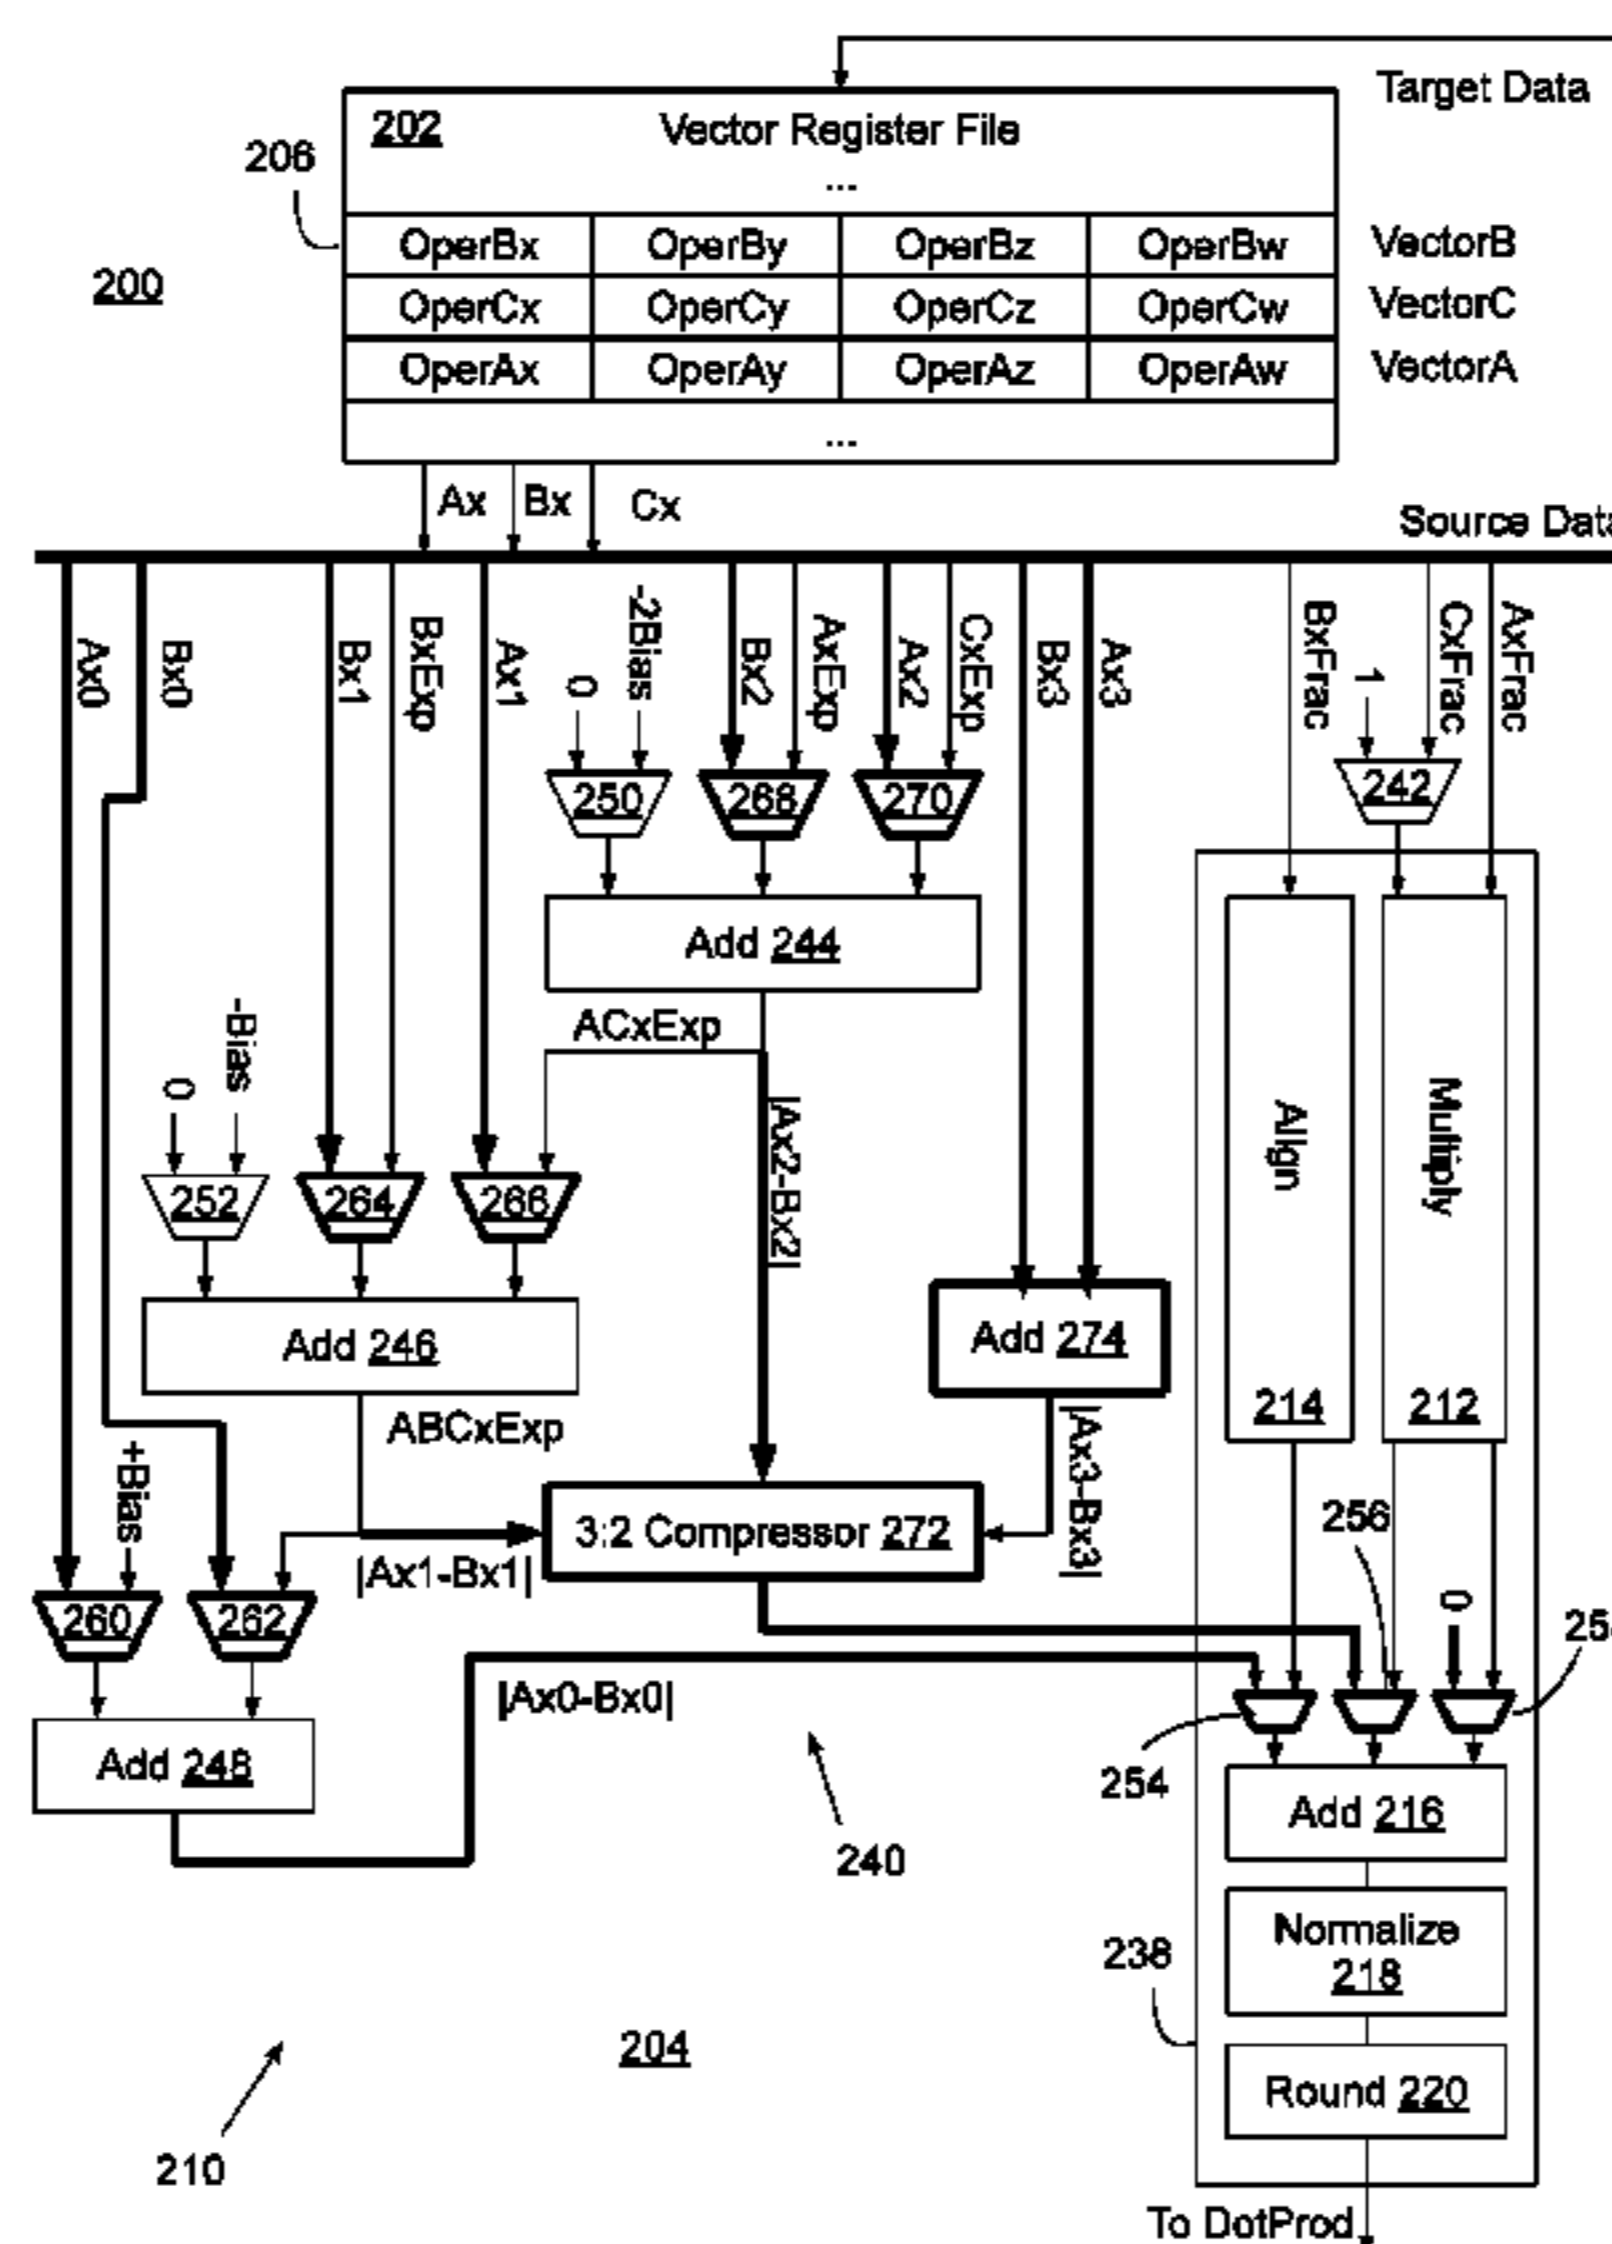 Target Data
202 Vector Register File
206
...
OperBx OperBy OperBz OperBw VectorB
200
OperCx OperCy OperCz OperCw VectorC
OperAx OperAy OperAz OperAw VectorA
...
Ax Bx Cx
Source Data
Ax0 Bx0 Bx1 BxExp Ax1 0 -2Bias Bx2 AxExp Ax2 CxExp Bx3 Ax3 BxFrac 1 CxFrac AxFrac
250 268 270 242
Add 244
ACxExp
0 -Bias
|Ax2-Bx2|
Align
Multiply
252 264 266
Add 246
Add 274
214 212
ABCxExp
+Bias
|Ax3-Bx3|
256
3:2 Compressor 272
|Ax1-Bx1|
0
260 262
|Ax0-Bx0|
254
Add 248
Add 216
240
Normalize
218
238
204
Round 220
210
To DotProd